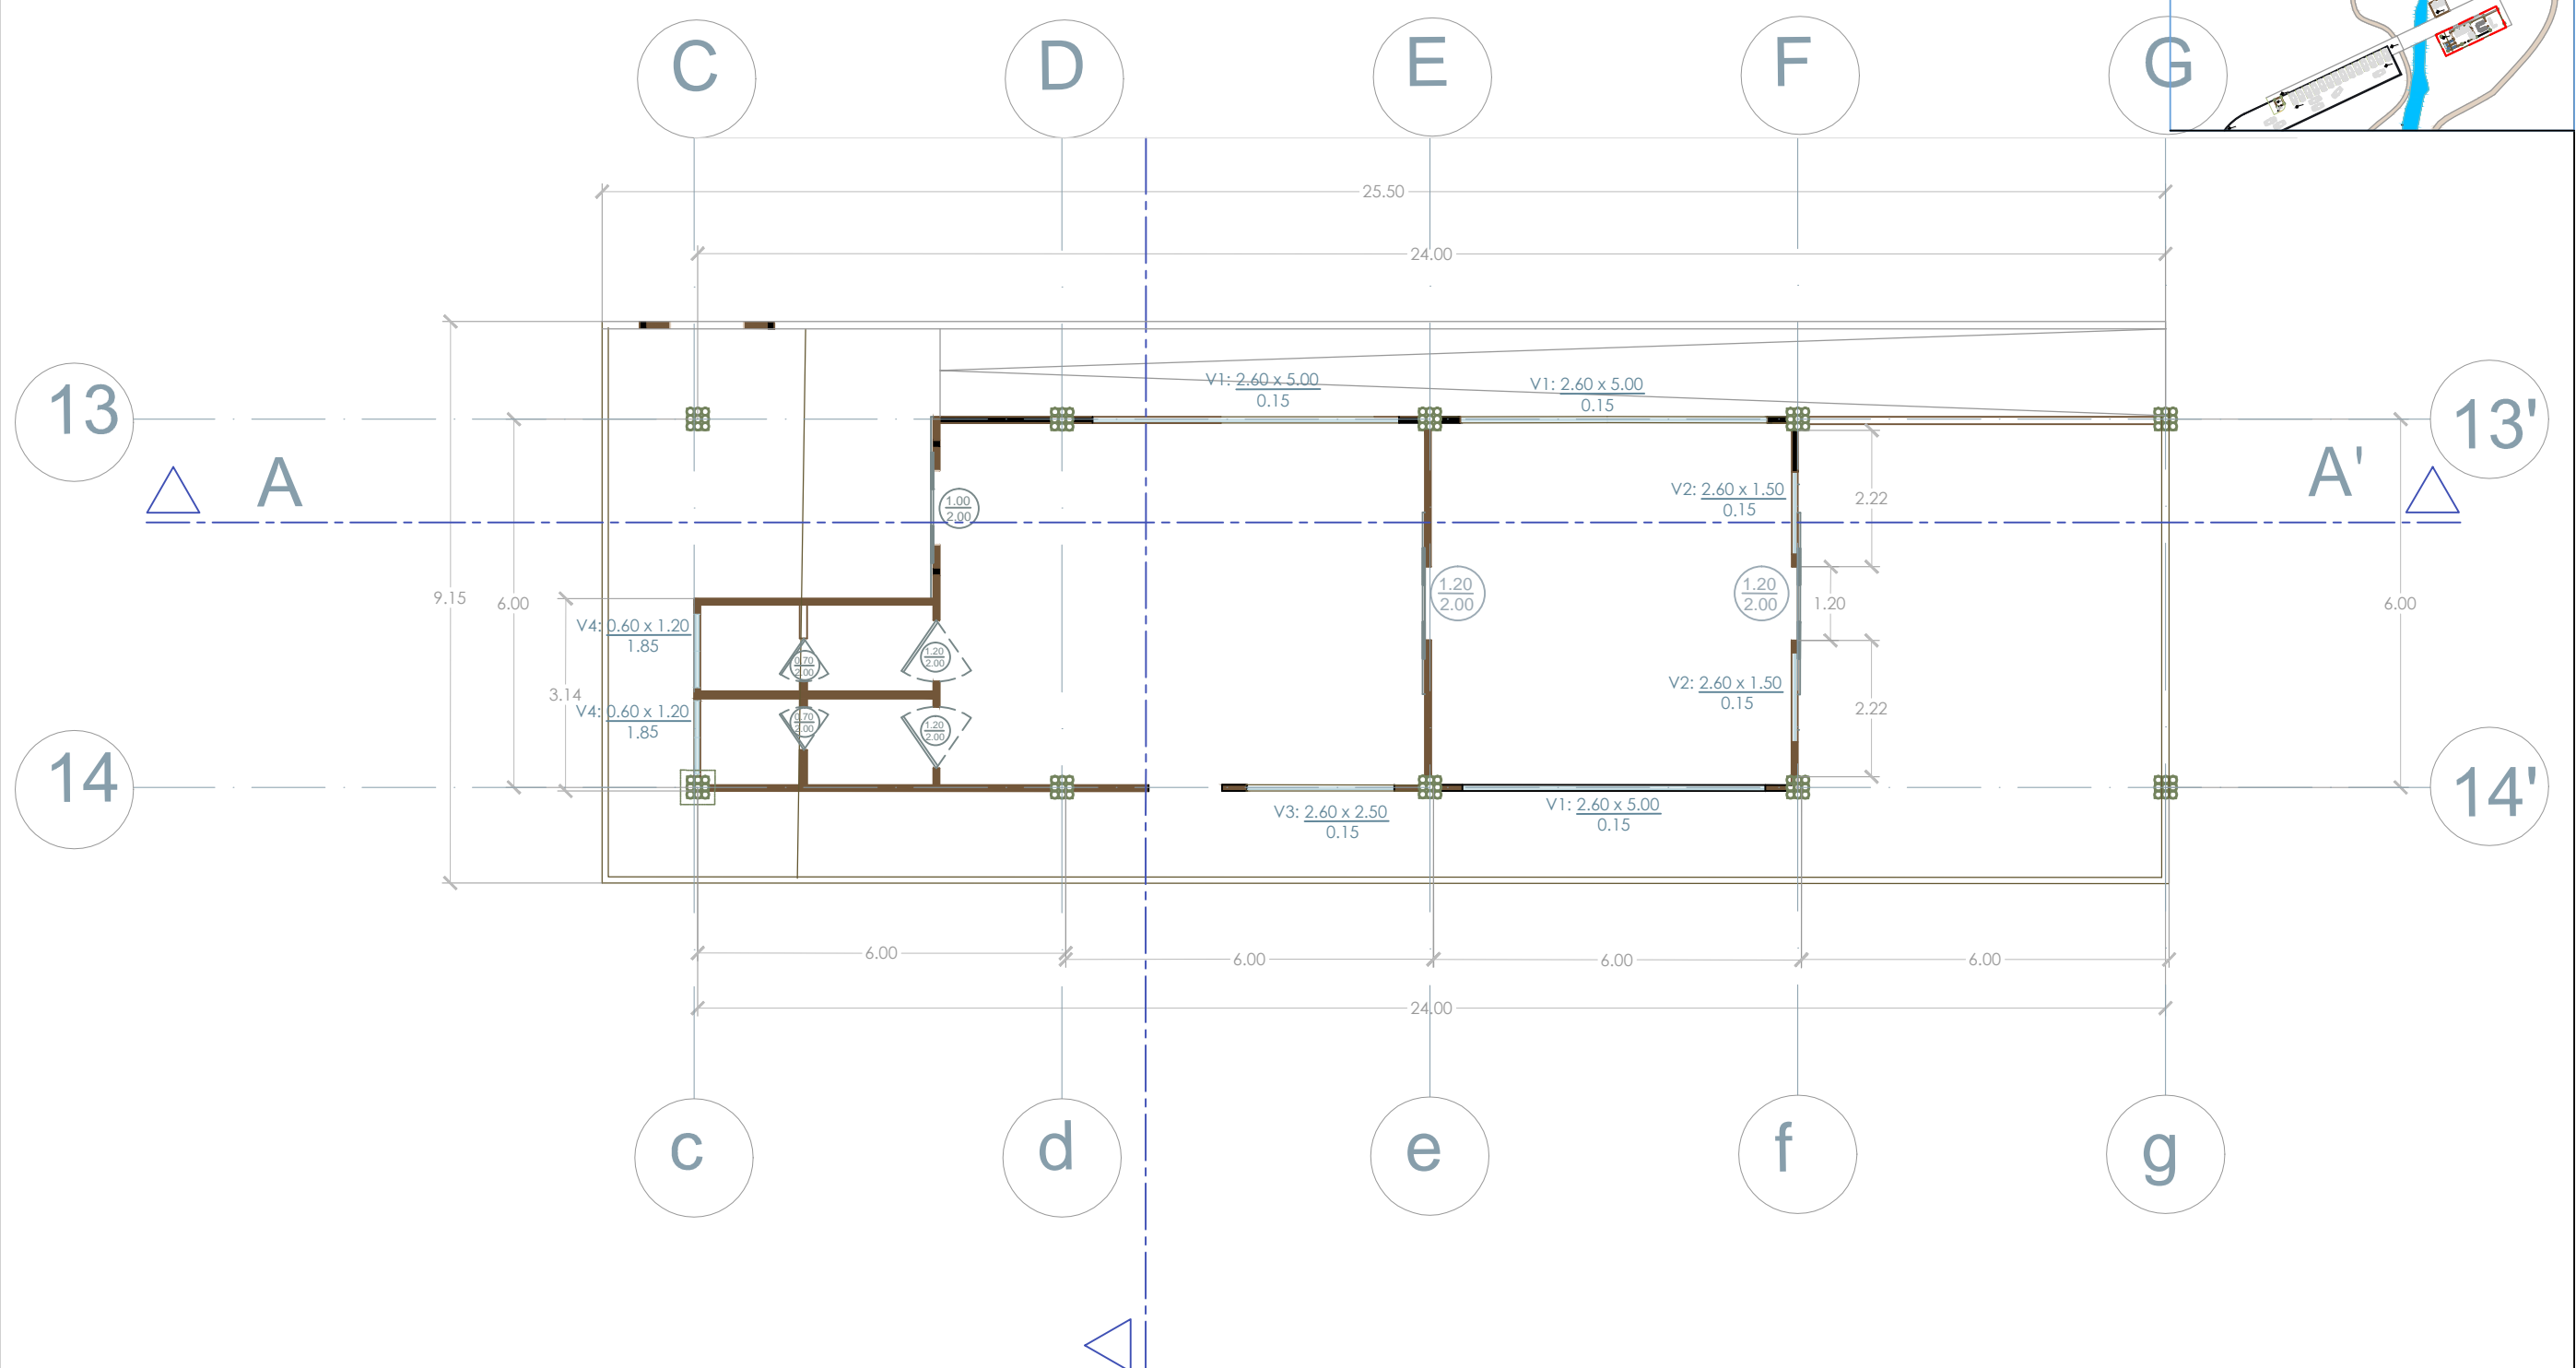 C D E F G
25.50
24.00
13 13'
V1: 2.60 x 5.00
0.15
V1: 2.60 x 5.00
0.15
A A'
1.00
2.00
V2: 2.60 x 1.50
0.15
2.22
9.15
6.00
1.20
2.00
1.20
2.00
1.20
6.00
V4: 0.60 x 1.20
1.85
0.70
2.00
1.20
2.00
3.14
V2: 2.60 x 1.50
0.15
2.22
V4: 0.60 x 1.20
1.85
0.70
2.00
1.20
2.00
14 14'
V3: 2.60 x 2.50
0.15
V1: 2.60 x 5.00
0.15
6.00 6.00 6.00 6.00
24.00
c d e f g